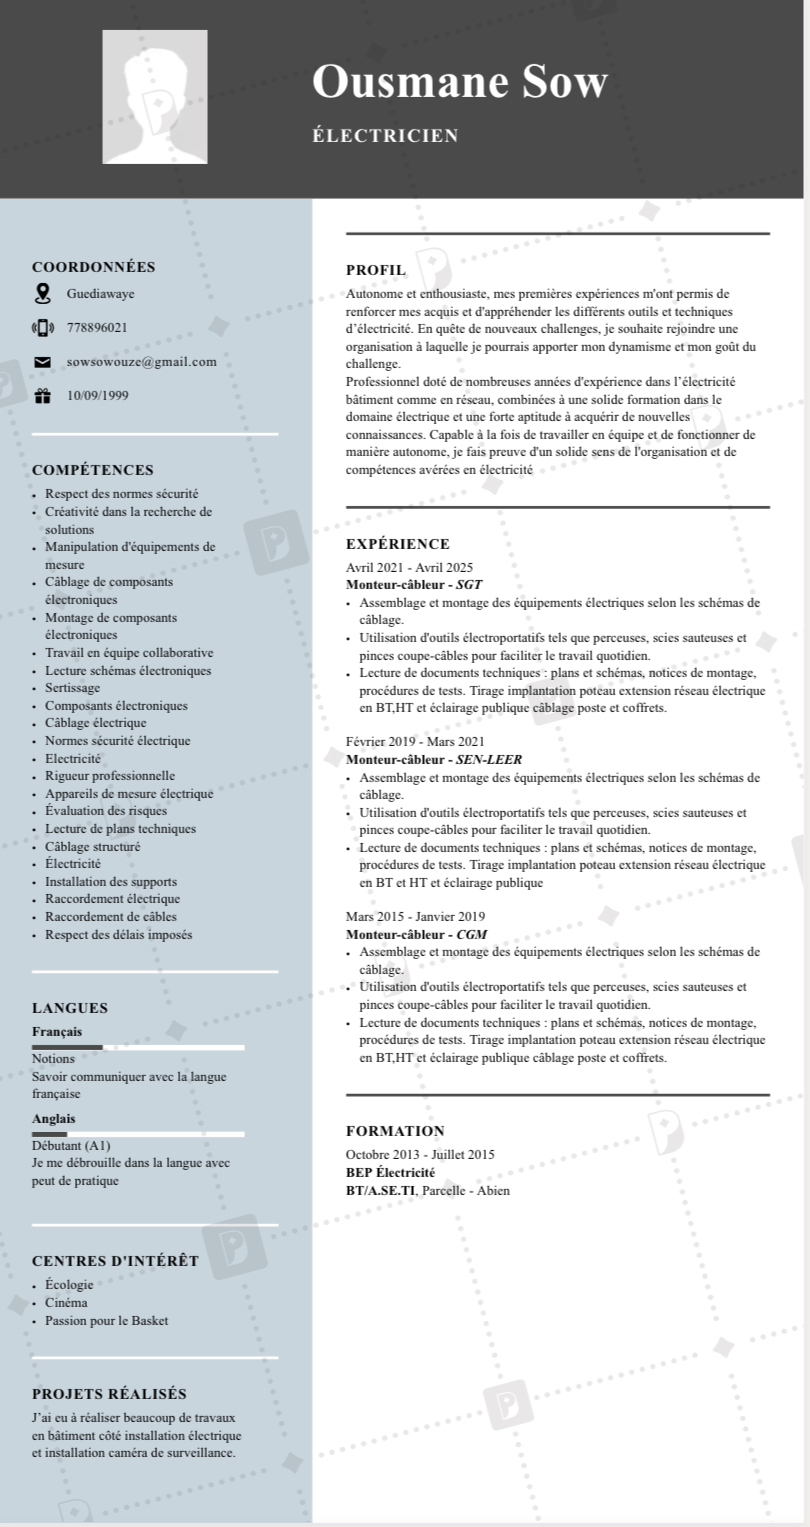 Ousmane Sow
ÉLECTRICIEN
COORDONNÉES
Guediawaye
778896021
sowsowouze@gmail.com
10/09/1999
COMPÉTENCES
• Respect des normes sécurité
• Créativité dans la recherche de
solutions
• Manipulation d'équipements de
mesure
• Câblage de composants
électroniques
• Montage de composants
électroniques
• Travail en équipe collaborative
• Lecture schémas électroniques
• Sertissage
• Composants électroniques
• Câblage électrique
• Normes sécurité électrique
• Electricité
• Rigueur professionnelle
• Appareils de mesure électrique
• Évaluation des risques
• Lecture de plans techniques
• Câblage structuré
• Électricité
• Installation des supports
• Raccordement électrique
• Raccordement de câbles
• Respect des délais imposés
LANGUES
Français
Notions
Savoir communiquer avec la langue
française
Anglais
Débutant (A1)
Je me débrouille dans la langue avec
peut de pratique
CENTRES D'INTÉRÊT
• Écologie
• Cinéma
• Passion pour le Basket
PROJETS RÉALISÉS
J'ai eu à réaliser beaucoup de travaux
en bâtiment côté installation électrique
et installation caméra de surveillance.
PROFIL
Autonome et enthousiaste, mes premières expériences m'ont permis de
renforcer mes acquis et d'appréhender les différents outils et techniques
d'électricité. En quête de nouveaux challenges, je souhaite rejoindre une
organisation à laquelle je pourrais apporter mon dynamisme et mon goût du
challenge.
Professionnel doté de nombreuses années d'expérience dans l'électricité
bâtiment comme en réseau, combinées à une solide formation dans le
domaine électrique et une forte aptitude à acquérir de nouvelles
connaissances. Capable à la fois de travailler en équipe et de fonctionner de
manière autonome, je fais preuve d'un solide sens de l'organisation et de
compétences avérées en électricité
EXPÉRIENCE
Avril 2021 - Avril 2025
Monteur-câbleur - SGT
• Assemblage et montage des équipements électriques selon les schémas de
câblage.
• Utilisation d'outils électroportatifs tels que perceuses, scies sauteuses et
pinces coupe-câbles pour faciliter le travail quotidien.
• Lecture de documents techniques : plans et schémas, notices de montage,
procédures de tests. Tirage implantation poteau extension réseau électrique
en BT,HT et éclairage publique câblage poste et coffrets.
Février 2019 - Mars 2021
Monteur-câbleur - SEN-LEER
• Assemblage et montage des équipements électriques selon les schémas de
câblage.
• Utilisation d'outils électroportatifs tels que perceuses, scies sauteuses et
pinces coupe-câbles pour faciliter le travail quotidien.
• Lecture de documents techniques : plans et schémas, notices de montage,
procédures de tests. Tirage implantation poteau extension réseau électrique
en BT et HT et éclairage publique
Mars 2015 - Janvier 2019
Monteur-câbleur - CGM
• Assemblage et montage des équipements électriques selon les schémas de
câblage.
• Utilisation d'outils électroportatifs tels que perceuses, scies sauteuses et
pinces coupe-câbles pour faciliter le travail quotidien.
• Lecture de documents techniques : plans et schémas, notices de montage,
procédures de tests. Tirage implantation poteau extension réseau électrique
en BT,HT et éclairage publique câblage poste et coffrets.
FORMATION
Octobre 2013 - Juillet 2015
BEP Électricité
BT/A.SE.TI, Parcelle - Abien